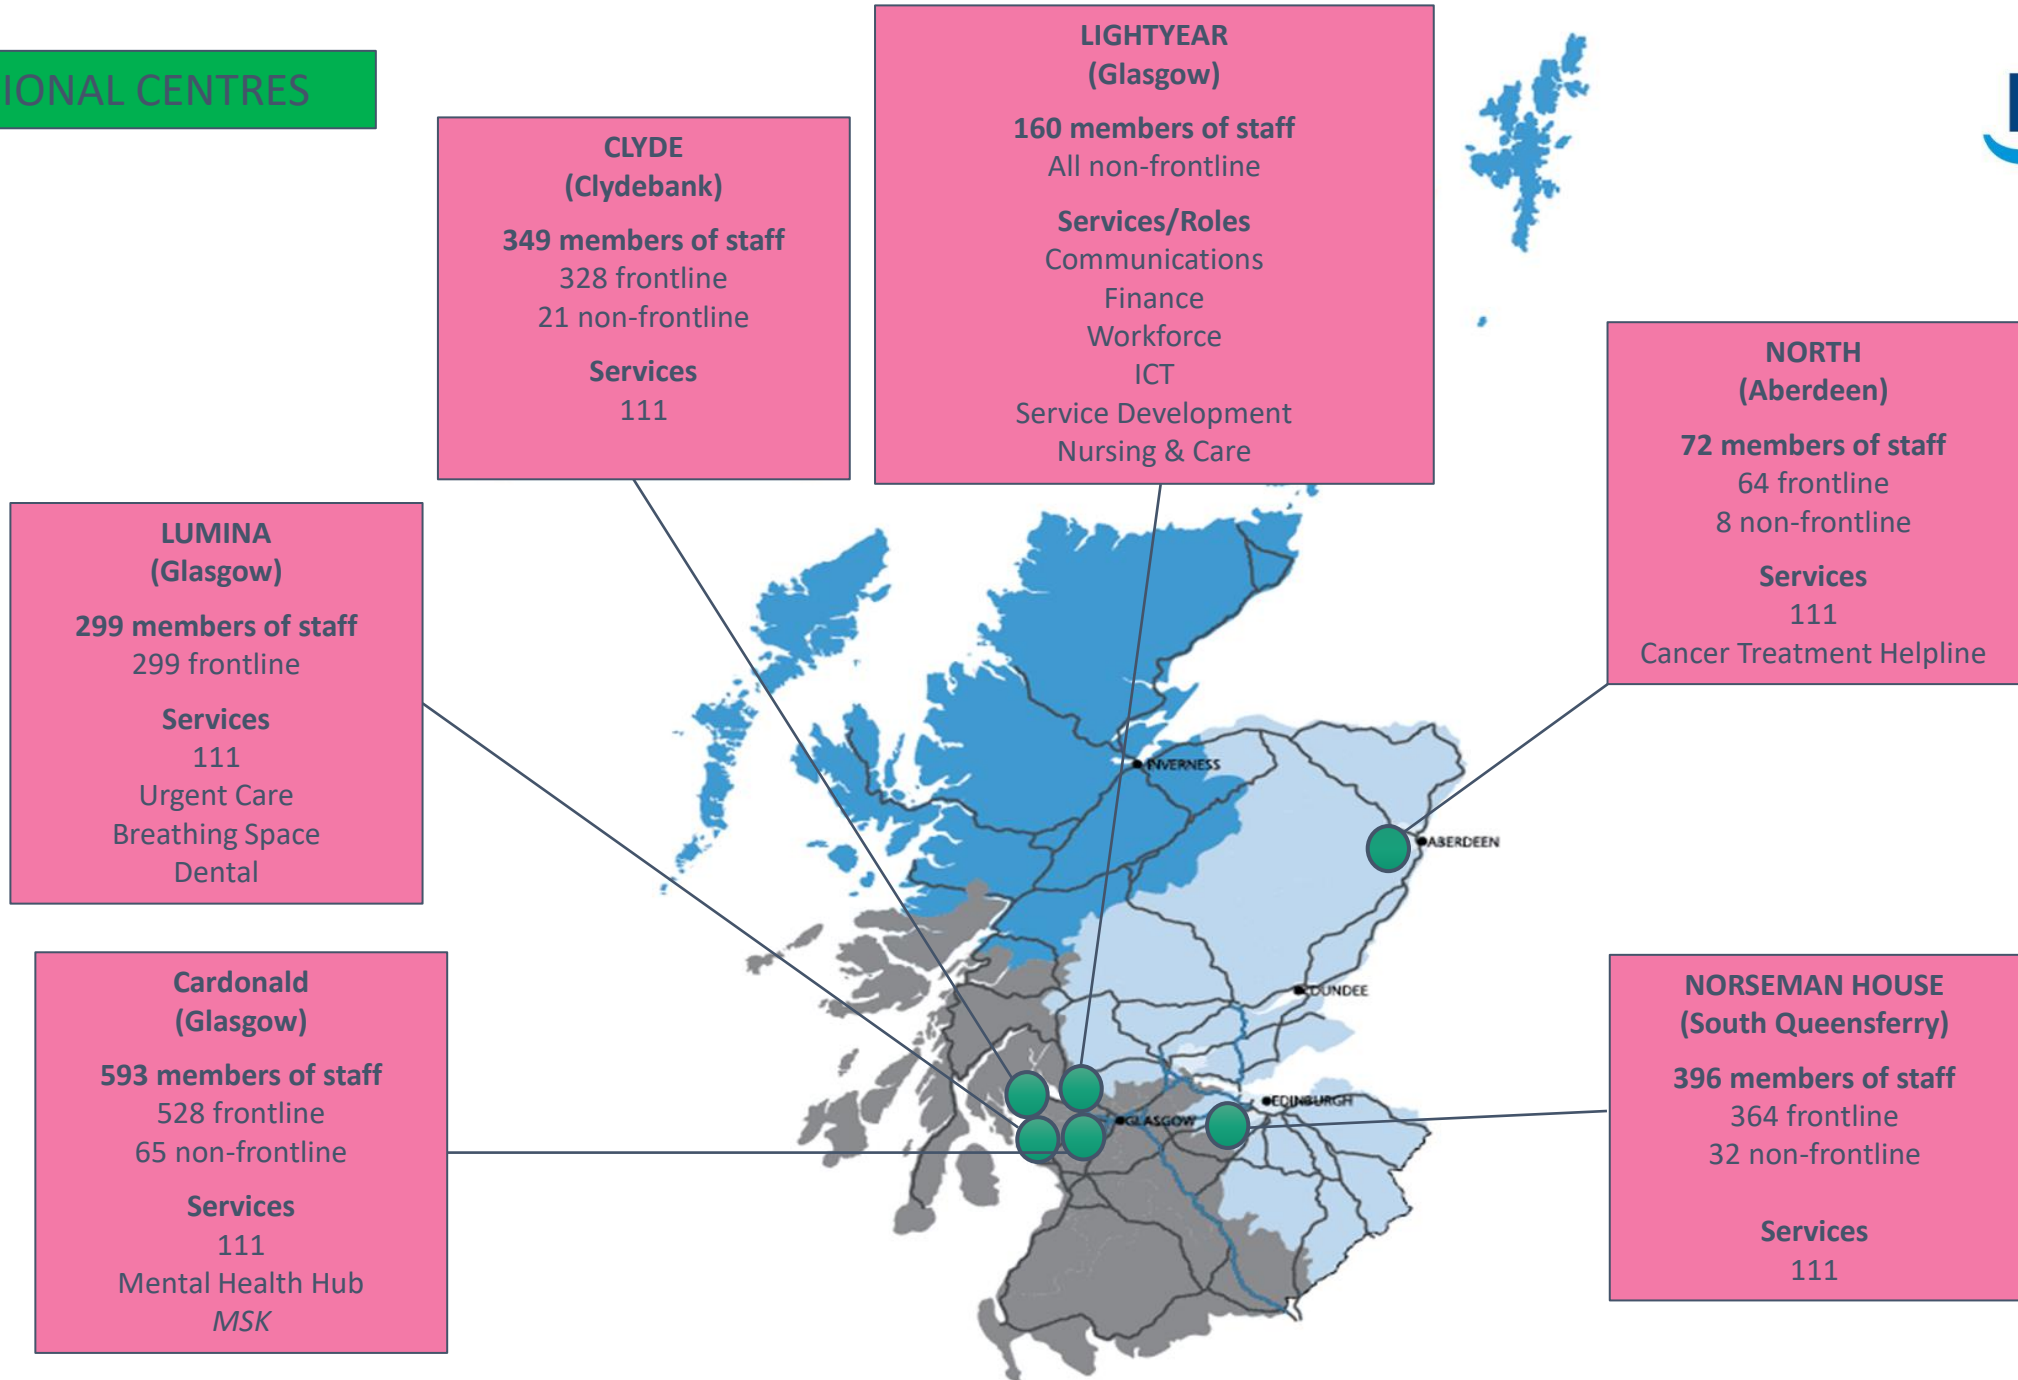 IONAL CENTRES
CLYDE
(Clydebank)
349 members of staff
328 frontline
21 non-frontline
Services
111
LIGHTYEAR
(Glasgow)
160 members of staff
All non-frontline
Services/Roles
Communications
Finance
Workforce
ICT
Service Development
Nursing & Care
NORTH
(Aberdeen)
72 members of staff
64 frontline
8 non-frontline
Services
111
Cancer Treatment Helpline
LUMINA
(Glasgow)
299 members of staff
299 frontline
Services
111
Urgent Care
Breathing Space
Dental
Cardonald
(Glasgow)
593 members of staff
528 frontline
65 non-frontline
Services
111
Mental Health Hub
MSK
NORSEMAN HOUSE
(South Queensferry)
396 members of staff
364 frontline
32 non-frontline
Services
111
INVERNESS
ABERDEEN
DUNDEE
EDINBURGH
GLASGOW